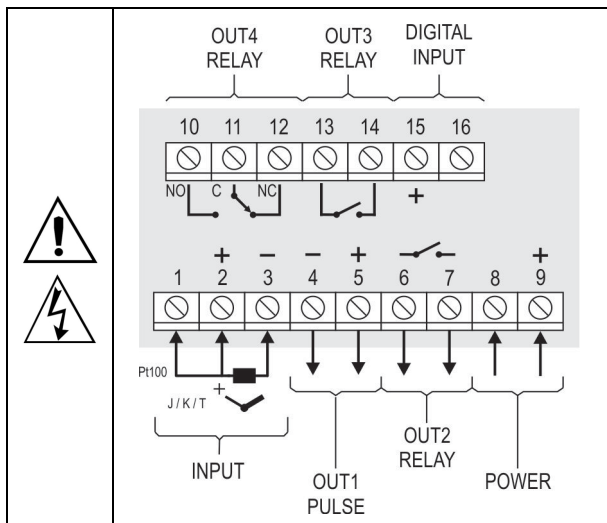 OUT4 OUT3 DIGITAL
RELAY RELAY INPUT
10 11 12 13 14 15 16
NO C NC +
+ − − + +
1 2 3 4 5 6 7 8 9
Pt100
+
J / K / T
INPUT OUT1 PULSE OUT2 RELAY POWER